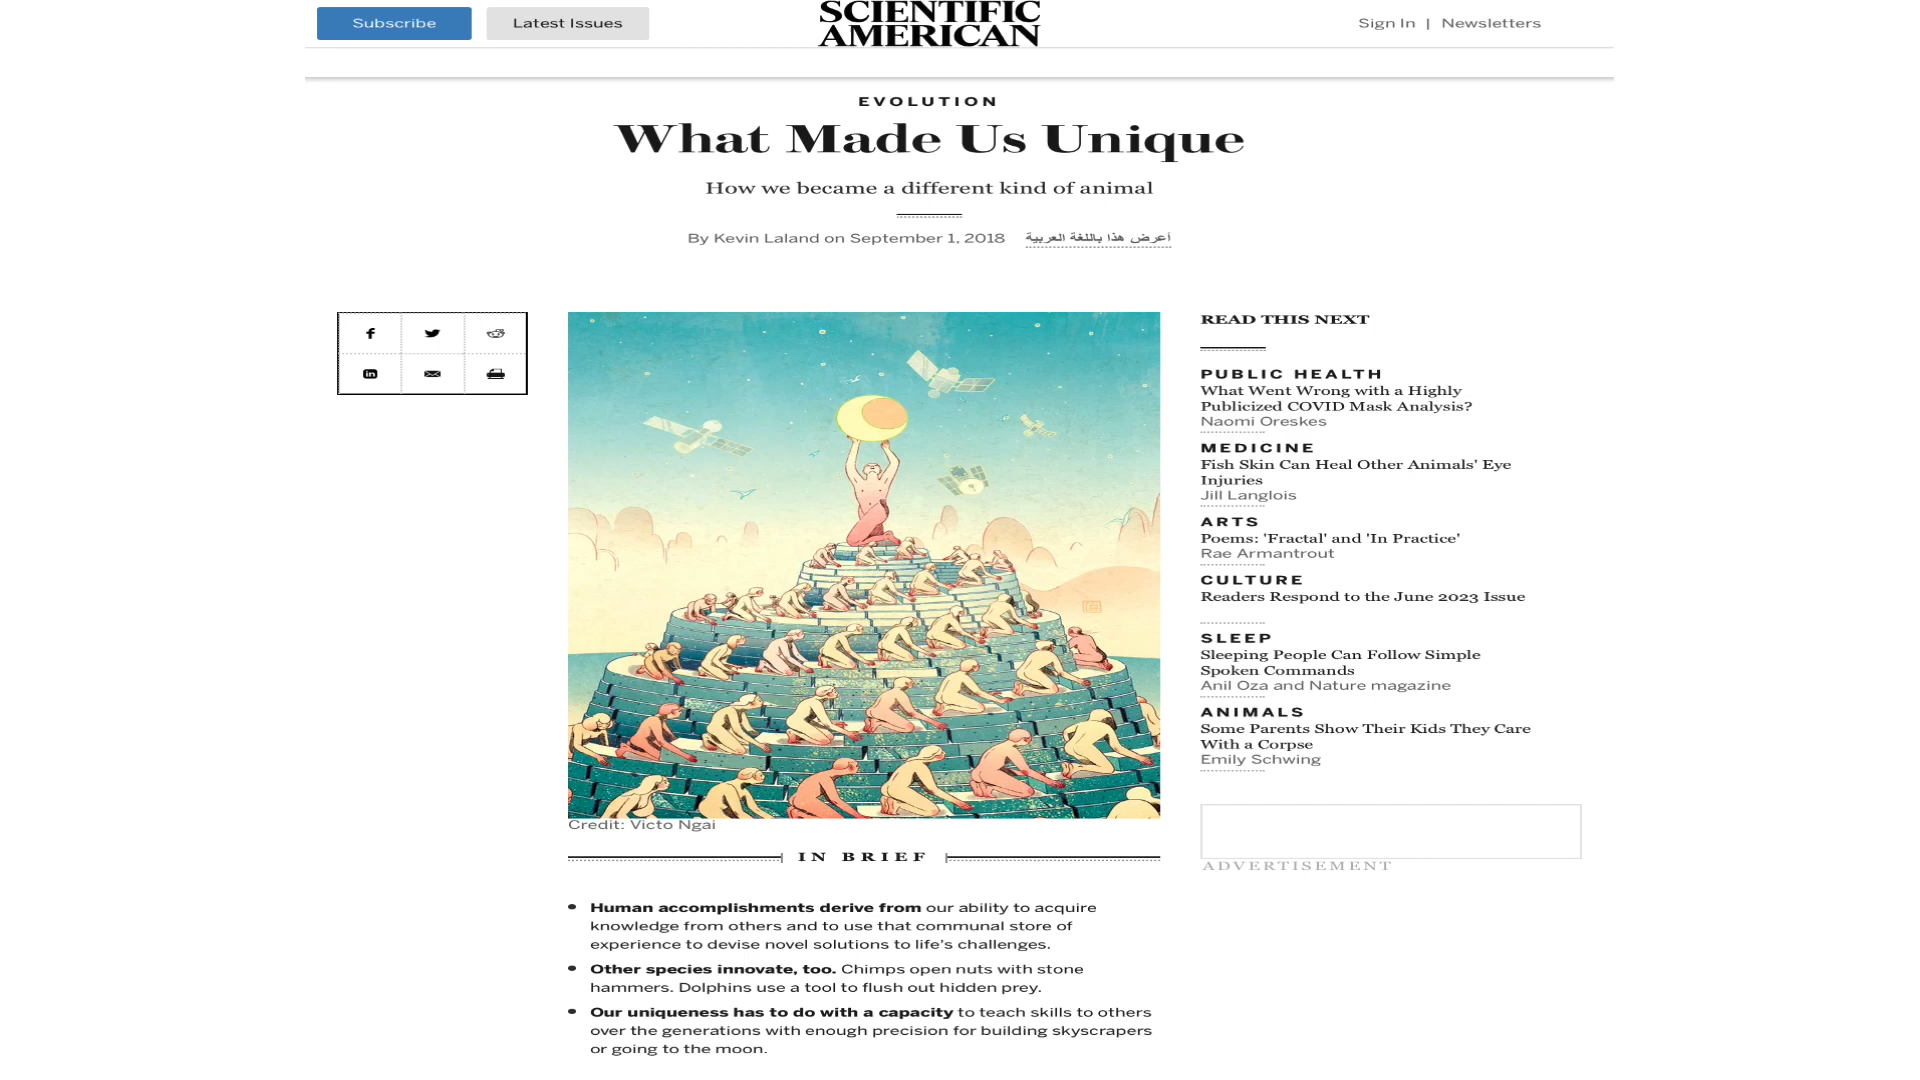 Subscribe
Latest Issues
SCIENTIFIC
AMERICAN
Sign In | Newsletters
EVOLUTION
What Made Us Unique
How we became a different kind of animal
By Kevin Laland on September 1, 2018
أعرض هذا باللغة العربية
Credit: Victo Ngai
IN BRIEF
Human accomplishments derive from our ability to acquire
knowledge from others and to use that communal store of
experience to devise novel solutions to life’s challenges.
Other species innovate, too. Chimps open nuts with stone
hammers. Dolphins use a tool to flush out hidden prey.
Our uniqueness has to do with a capacity to teach skills to others
over the generations with enough precision for building skyscrapers
or going to the moon.
READ THIS NEXT
PUBLIC HEALTH
What Went Wrong with a Highly
Publicized COVID Mask Analysis?
Naomi Oreskes
MEDICINE
Fish Skin Can Heal Other Animals' Eye
Injuries
Jill Langlois
ARTS
Poems: 'Fractal' and 'In Practice'
Rae Armantrout
CULTURE
Readers Respond to the June 2023 Issue
SLEEP
Sleeping People Can Follow Simple
Spoken Commands
Anil Oza and Nature magazine
ANIMALS
Some Parents Show Their Kids They Care
With a Corpse
Emily Schwing
ADVERTISEMENT